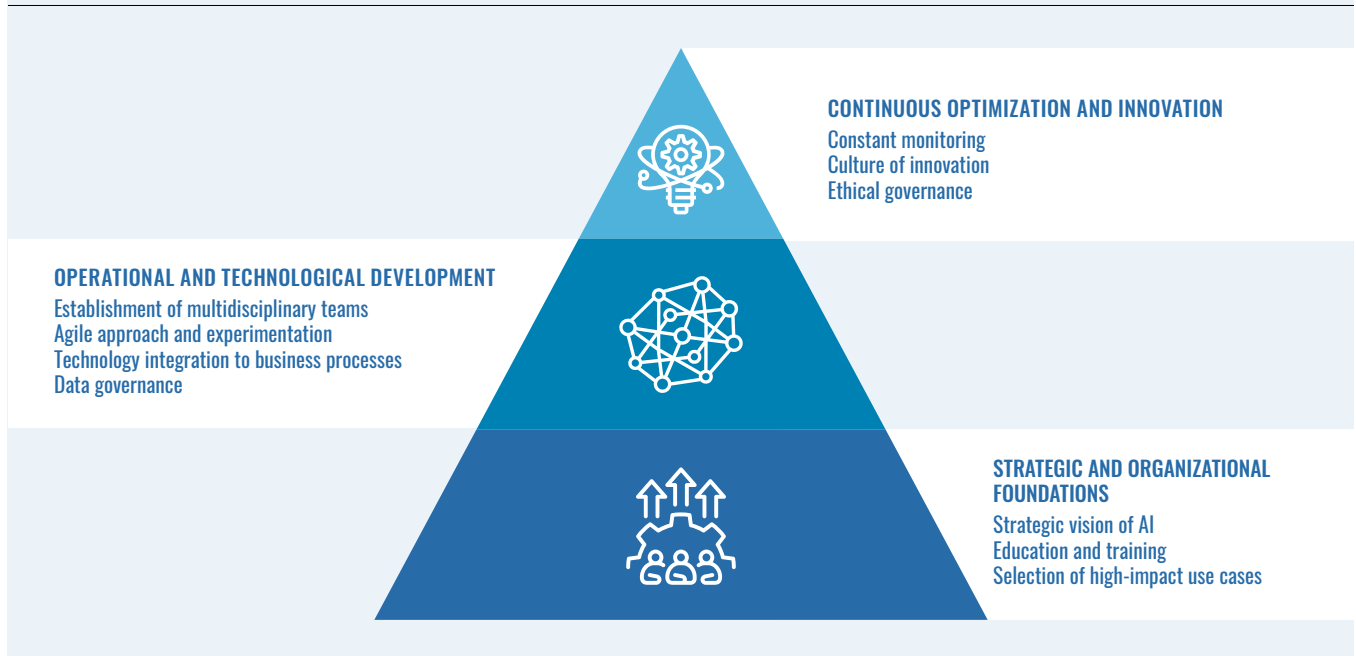 CONTINUOUS OPTIMIZATION AND INNOVATION
Constant monitoring
Culture of innovation
Ethical governance
OPERATIONAL AND TECHNOLOGICAL DEVELOPMENT
Establishment of multidisciplinary teams
Agile approach and experimentation
Technology integration to business processes
Data governance
STRATEGIC AND ORGANIZATIONAL
FOUNDATIONS
Strategic vision of AI
Education and training
Selection of high-impact use cases